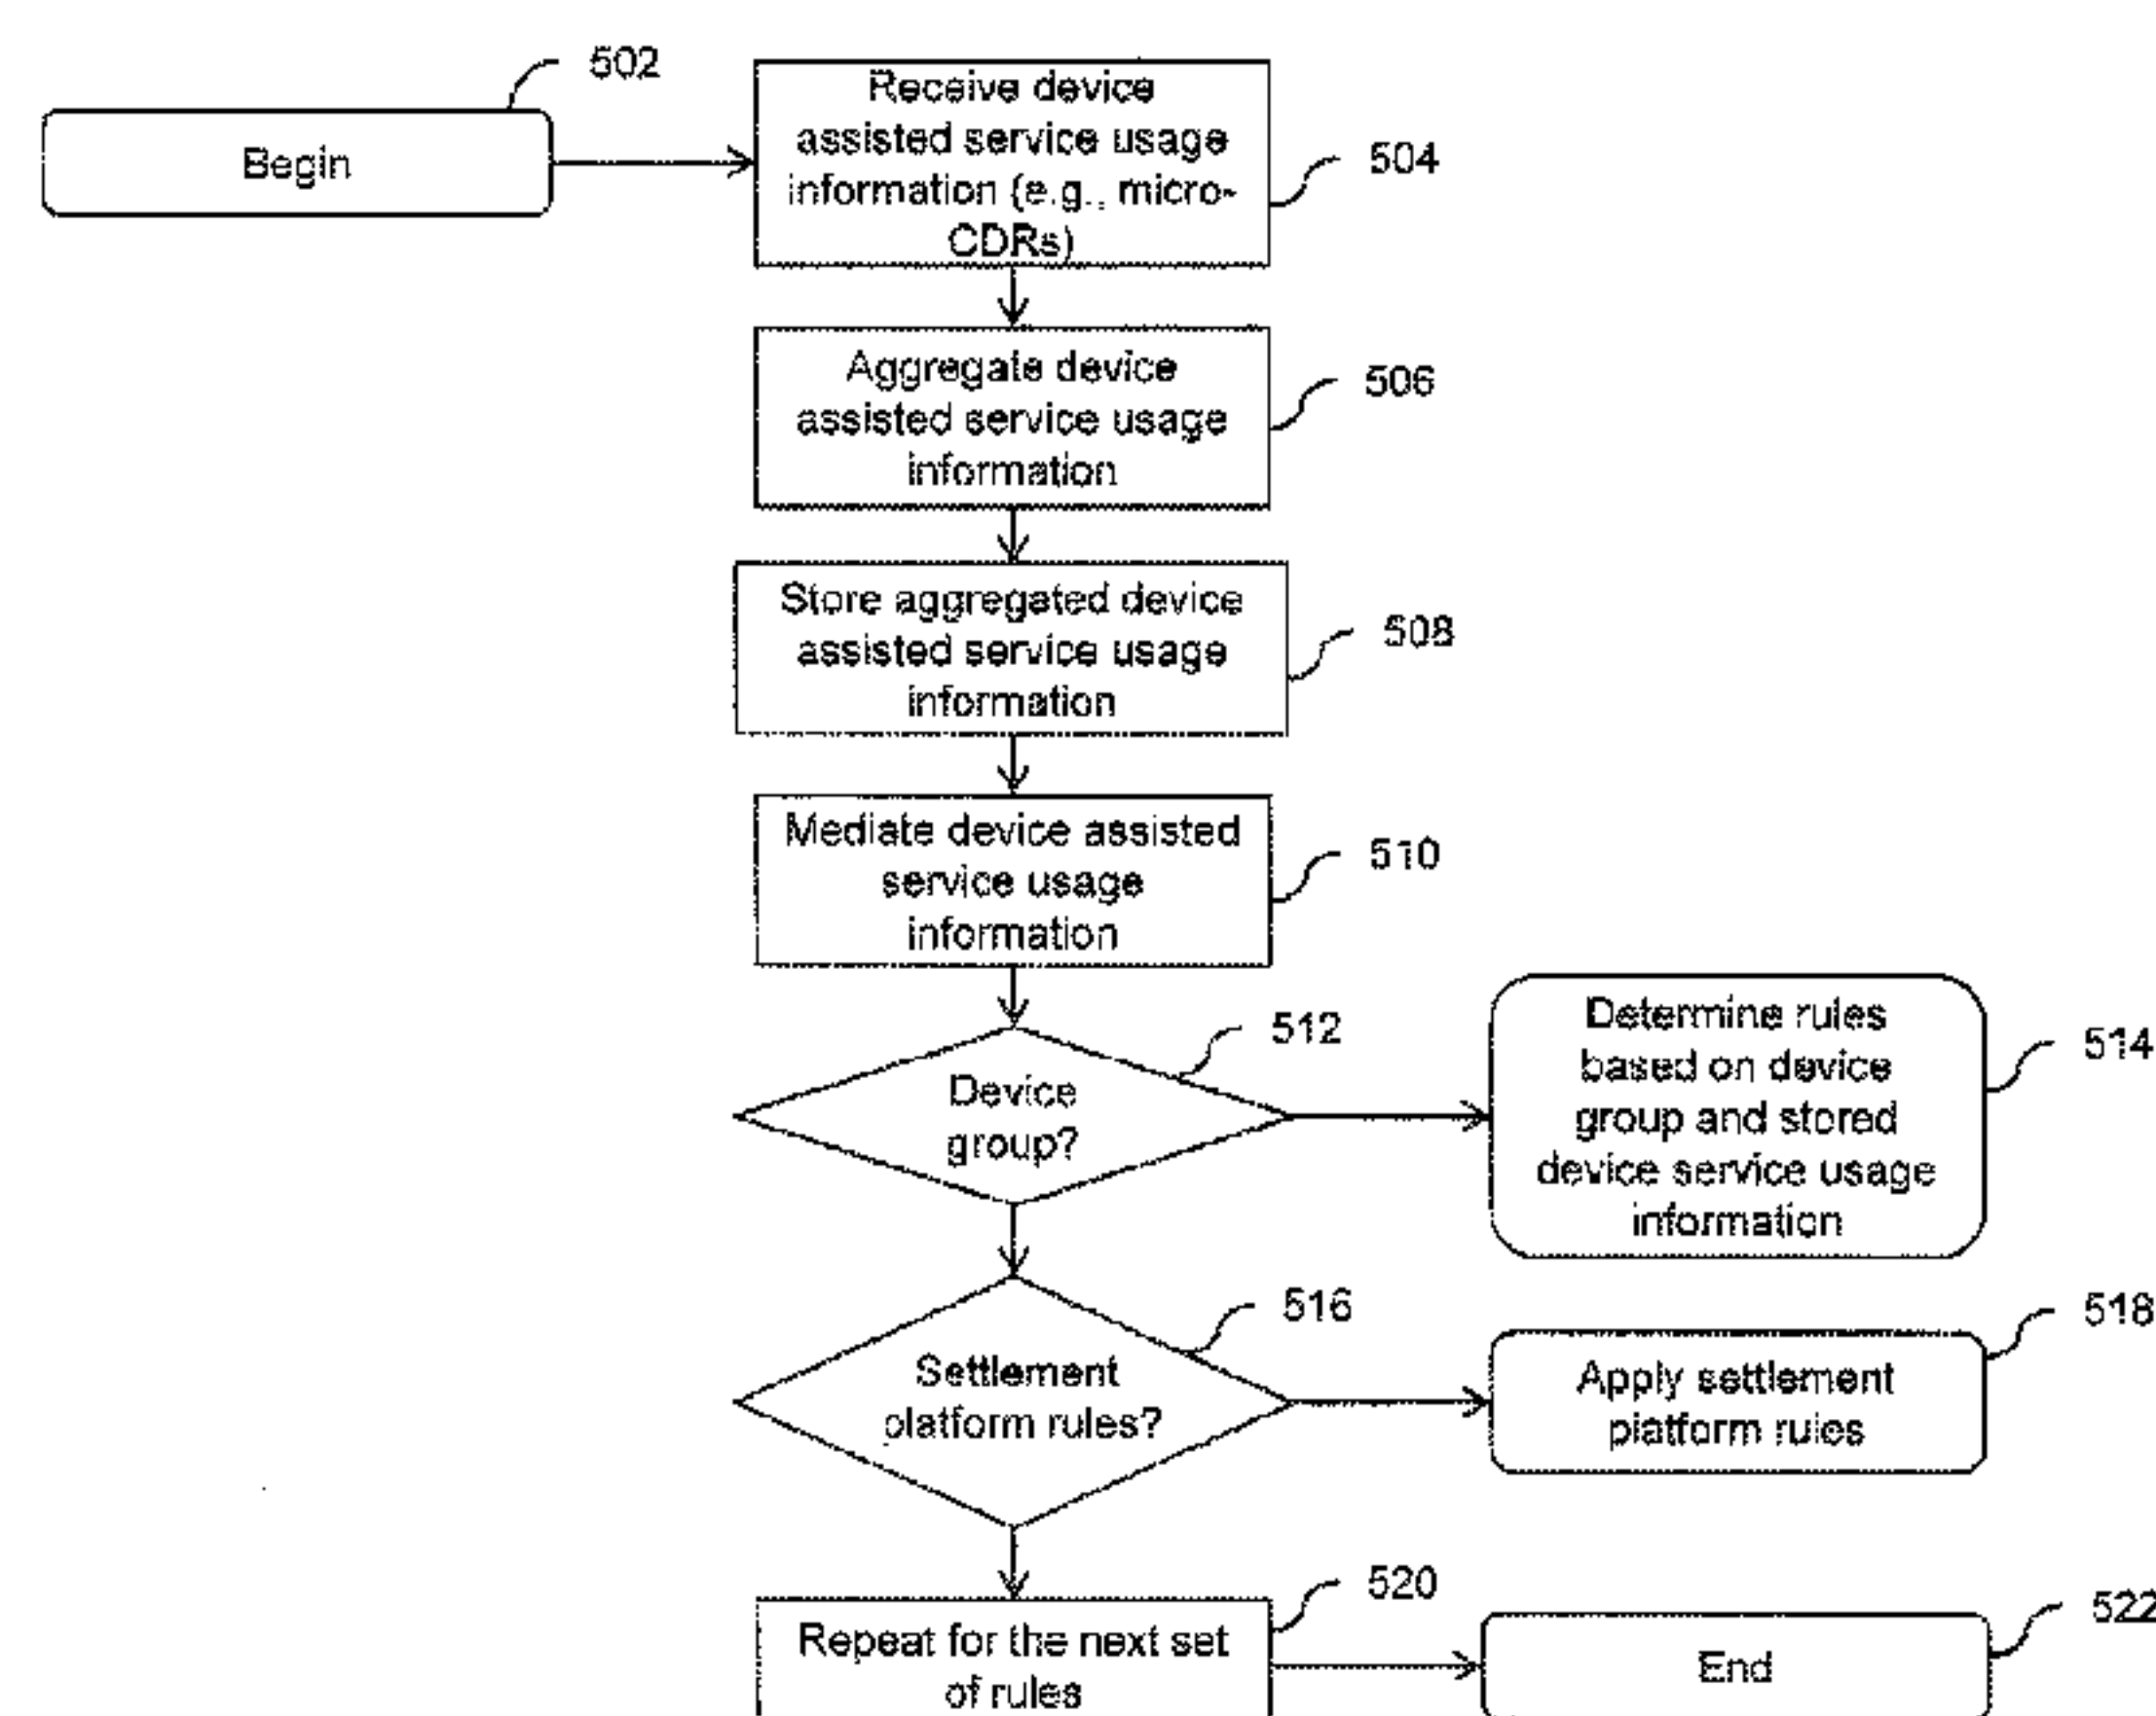 502
Begin
Receive device
assisted service usage
information (e.g., micro-
CDRs)
504
Aggregate device
assisted service usage
information
506
Store aggregated device
assisted service usage
information
508
Mediate device assisted
service usage
information
510
Device
group?
512
Determine rules
based on device
group and stored
device service usage
information
514
Settlement
platform rules?
516
Apply settlement
platform rules
518
Repeat for the next set
of rules
520
End
522